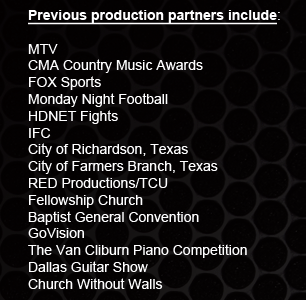 Previous production partners include:
MTV
CMA Country Music Awards
FOX Sports
Monday Night Football
HDNET Fights
IFC
City of Richardson, Texas
City of Farmers Branch, Texas
RED Productions/TCU
Fellowship Church
Baptist General Convention
GoVision
The Van Cliburn Piano Competition
Dallas Guitar Show
Church Without Walls